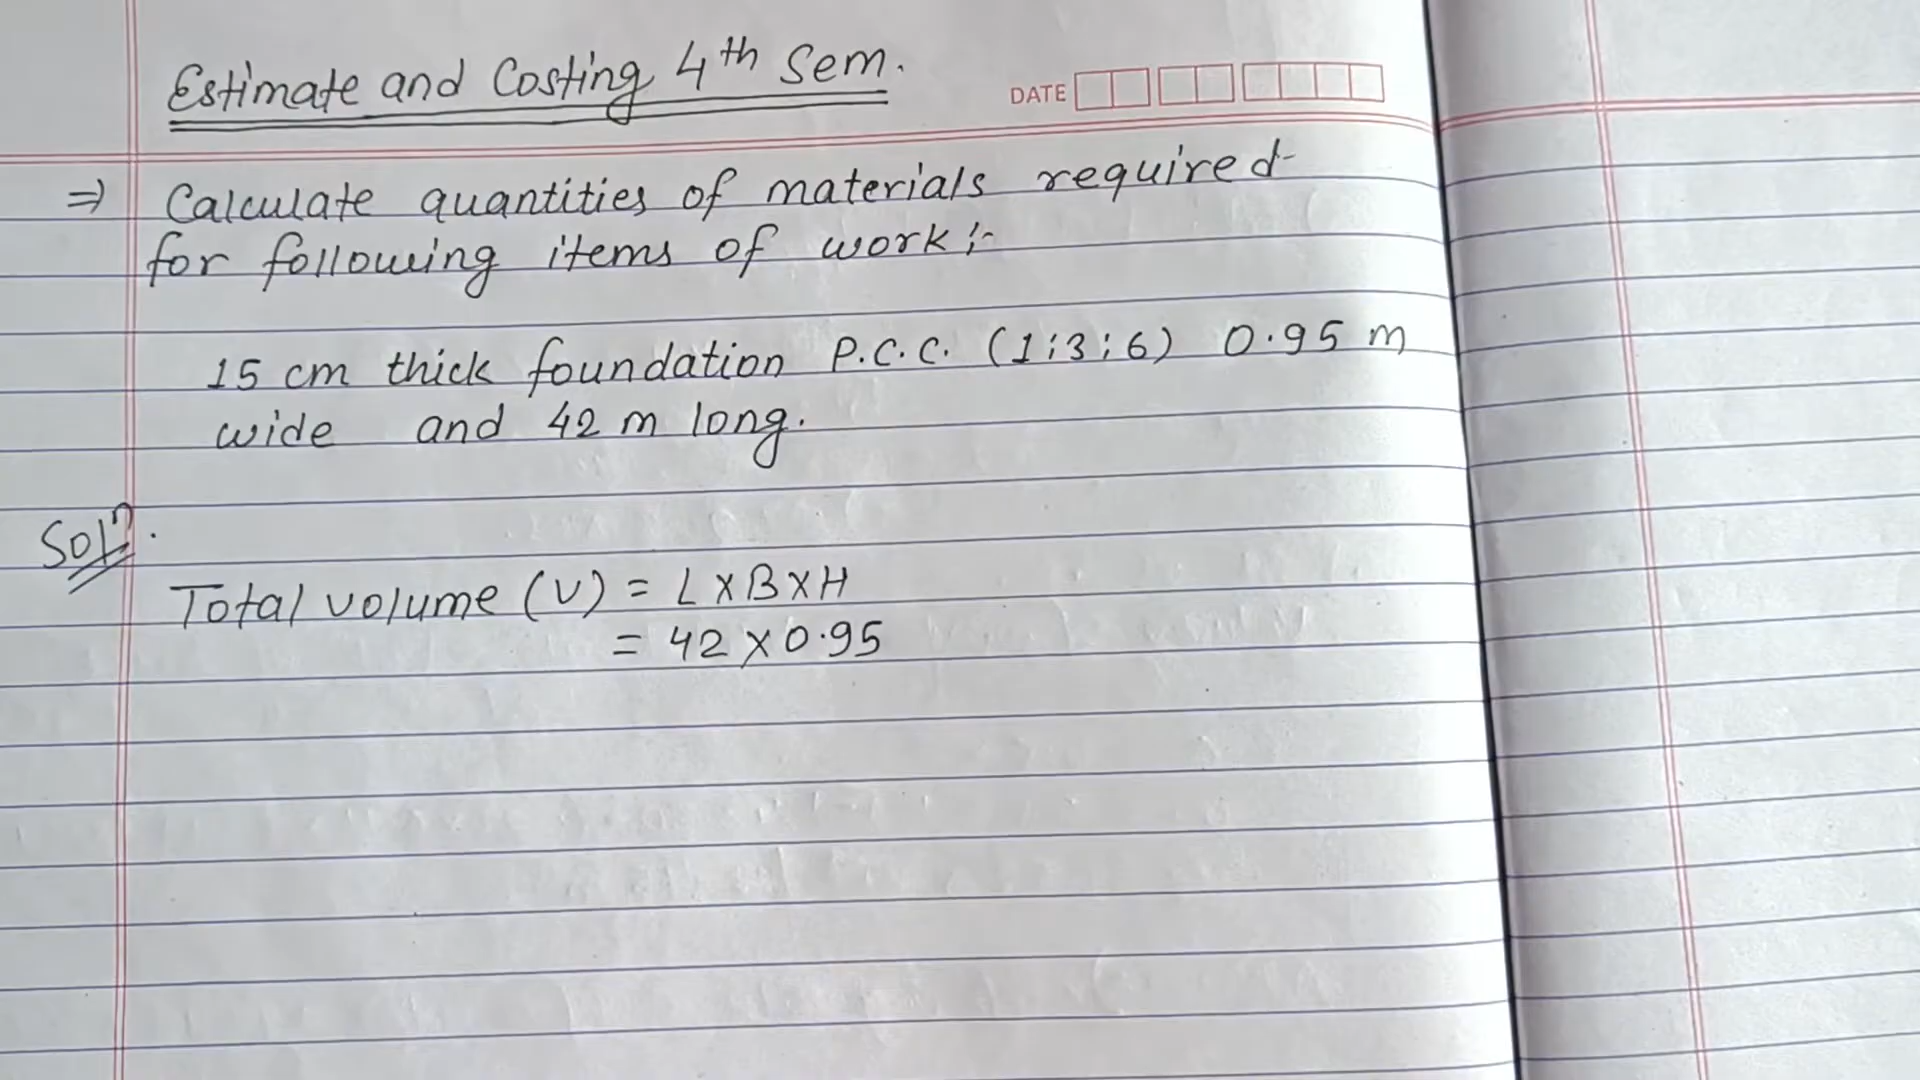 Estimate and Costing 4th Sem.
DATE
⇒ Calculate quantities of materials required
for following items of work :-
15 cm thick foundation P.C.C. (1:3:6) 0.95 m
wide and 42 m long.
Solⁿ.
Total volume (V) = L X B X H
= 42 X 0.95